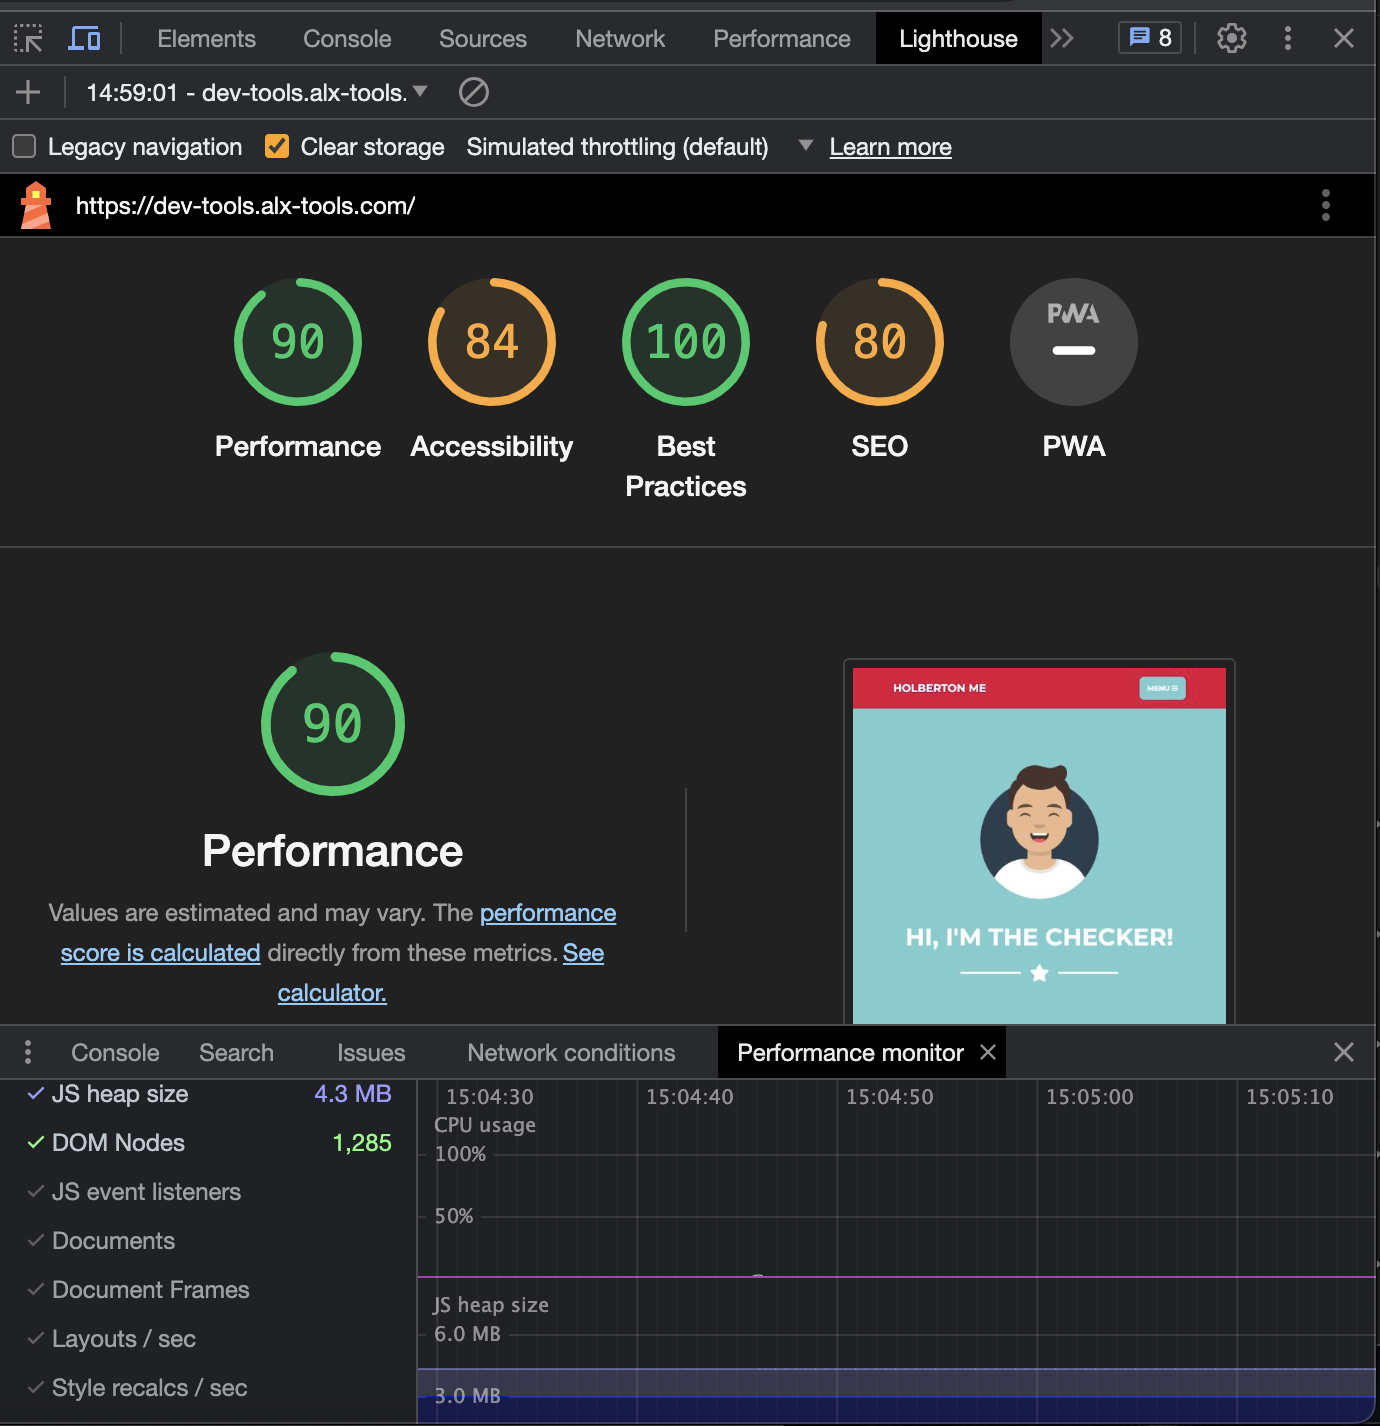 Elements Console Sources Network Performance Lighthouse 8
14:59:01 - dev-tools.alx-tools.
Legacy navigation Clear storage Simulated throttling (default) Learn more
https://dev-tools.alx-tools.com/
90 84 100 80 PWA
Performance Accessibility Best Practices SEO PWA
90
Performance
Values are estimated and may vary. The performance
score is calculated directly from these metrics. See
calculator.
HOLBERTON ME MENU
HI, I'M THE CHECKER!
Console Search Issues Network conditions Performance monitor
JS heap size 4.3 MB
DOM Nodes 1,285
JS event listeners
Documents
Document Frames
Layouts / sec
Style recalcs / sec
15:04:30 15:04:40 15:04:50 15:05:00 15:05:10
CPU usage
100%
50%
JS heap size
6.0 MB
3.0 MB